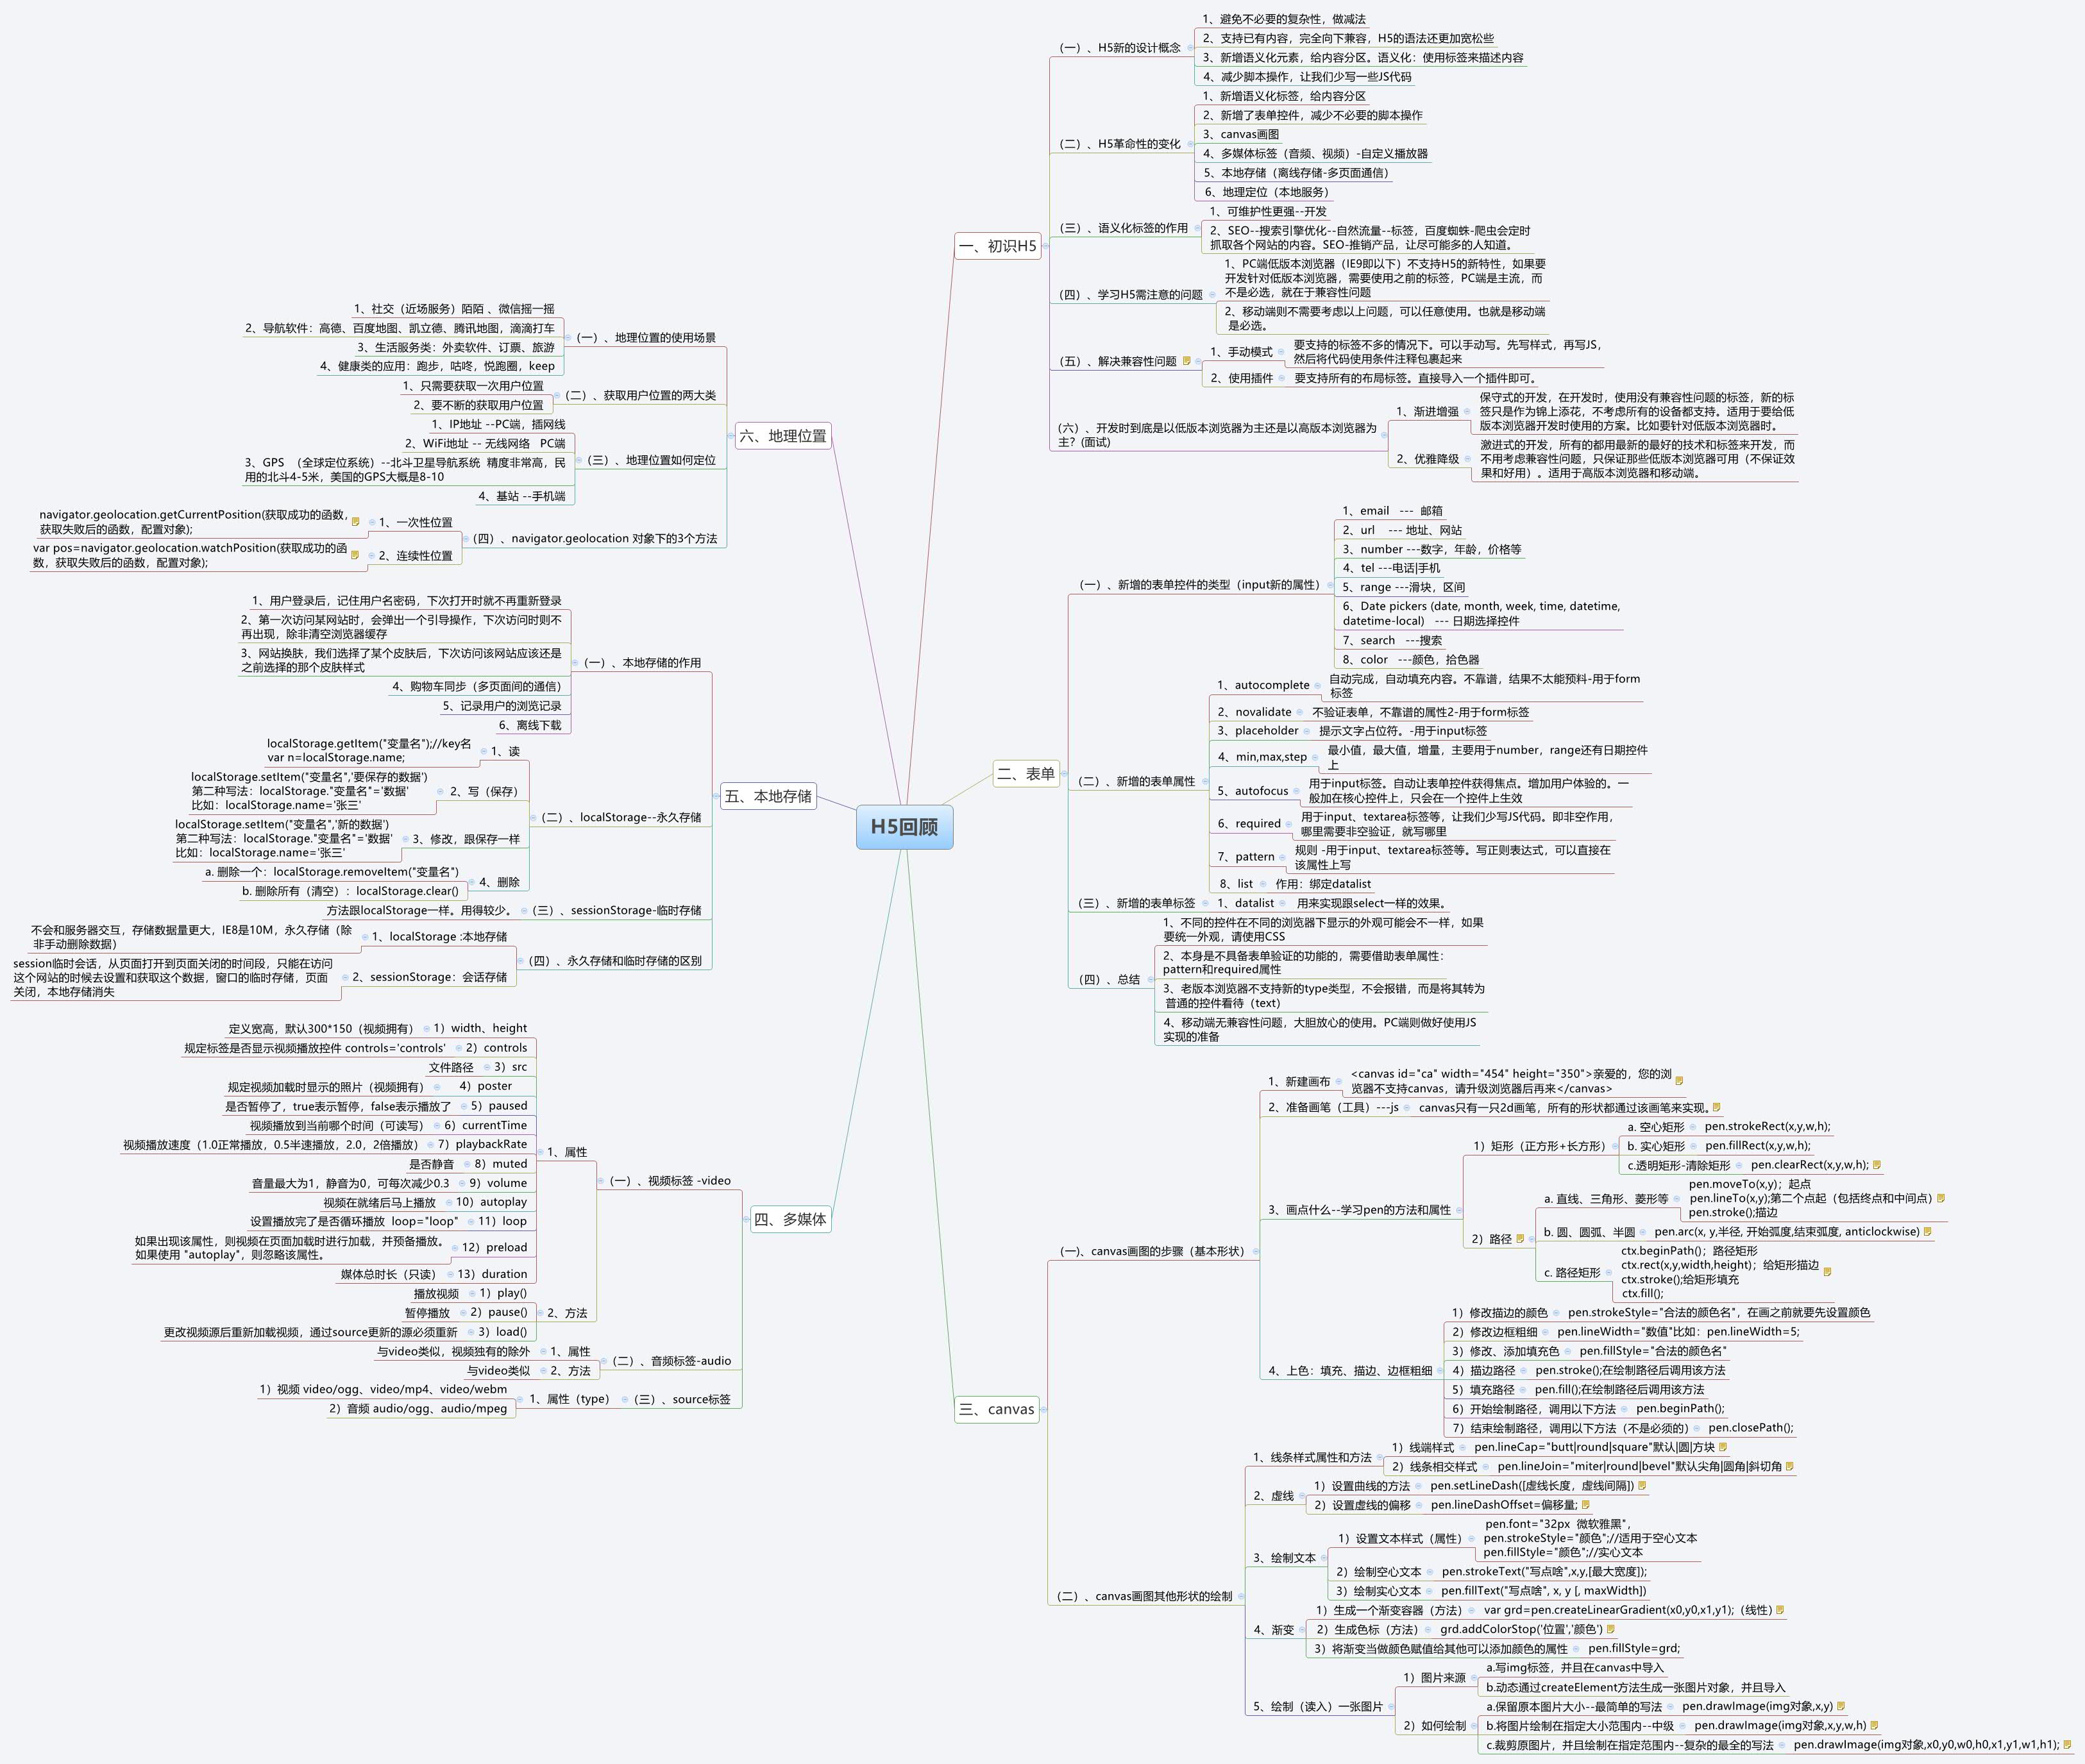 H5回顾
一、初识H5
（一）、H5新的设计概念
1、避免不必要的复杂性，做减法
2、支持已有内容，完全向下兼容，H5的语法还更加宽松些
3、新增语义化元素，给内容分区。语义化：使用标签来描述内容
4、减少脚本操作，让我们少写一些JS代码
（二）、H5革命性的变化
1、新增语义化标签，给内容分区
2、新增了表单控件，减少不必要的脚本操作
3、canvas画图
4、多媒体标签（音频、视频）-自定义播放器
5、本地存储（离线存储-多页面通信）
6、地理定位（本地服务）
（三）、语义化标签的作用
1、可维护性更强--开发
2、SEO--搜索引擎优化--自然流量--标签，百度蜘蛛-爬虫会定时
抓取各个网站的内容。SEO-推销产品，让尽可能多的人知道。
（四）、学习H5需注意的问题
1、PC端低版本浏览器（IE9即以下）不支持H5的新特性，如果要
开发针对低版本浏览器，需要使用之前的标签，PC端是主流，而
不是必选，就在于兼容性问题
2、移动端则不需要考虑以上问题，可以任意使用。也就是移动端
是必选。
（五）、解决兼容性问题
1、手动模式
要支持的标签不多的情况下。可以手动写。先写样式，再写JS，
然后将代码使用条件注释包裹起来
2、使用插件
要支持所有的布局标签。直接导入一个插件即可。
（六）、开发时到底是以低版本浏览器为主还是以高版本浏览器为
主？(面试)
1、渐进增强
保守式的开发，在开发时，使用没有兼容性问题的标签，新的标
签只是作为锦上添花，不考虑所有的设备都支持。适用于要给低
版本浏览器开发时使用的方案。比如要针对低版本浏览器时。
2、优雅降级
激进式的开发，所有的都用最新的最好的技术和标签来开发，而
不用考虑兼容性问题，只保证那些低版本浏览器可用（不保证效
果和好用）。适用于高版本浏览器和移动端。
二、表单
（一）、新增的表单控件的类型（input新的属性）
1、email --- 邮箱
2、url --- 地址、网站
3、number ---数字，年龄，价格等
4、tel ---电话|手机
5、range ---滑块，区间
6、Date pickers (date, month, week, time, datetime,
datetime-local) --- 日期选择控件
7、search ---搜索
8、color ---颜色，拾色器
（二）、新增的表单属性
1、autocomplete
自动完成，自动填充内容。不靠谱，结果不太能预料-用于form
标签
2、novalidate
不验证表单，不靠谱的属性2-用于form标签
3、placeholder
提示文字占位符。-用于input标签
4、min,max,step
最小值，最大值，增量，主要用于number，range还有日期控件
上
5、autofocus
用于input标签。自动让表单控件获得焦点。增加用户体验的。一
般加在核心控件上，只会在一个控件上生效
6、required
用于input、textarea标签等，让我们少写JS代码。即非空作用，
哪里需要非空验证，就写哪里
7、pattern
规则 -用于input、textarea标签等。写正则表达式，可以直接在
该属性上写
8、list
作用：绑定datalist
（三）、新增的表单标签
1、datalist
用来实现跟select一样的效果。
（四）、总结
1、不同的控件在不同的浏览器下显示的外观可能会不一样，如果
要统一外观，请使用CSS
2、本身是不具备表单验证的功能的，需要借助表单属性：
pattern和required属性
3、老版本浏览器不支持新的type类型，不会报错，而是将其转为
普通的控件看待（text）
4、移动端无兼容性问题，大胆放心的使用。PC端则做好使用JS
实现的准备
三、canvas
（一)、canvas画图的步骤（基本形状）
1、新建画布
<canvas id="ca" width="454" height="350">亲爱的，您的浏
览器不支持canvas，请升级浏览器后再来</canvas>
2、准备画笔（工具）---js
canvas只有一只2d画笔，所有的形状都通过该画笔来实现。
3、画点什么--学习pen的方法和属性
1）矩形（正方形+长方形）
a. 空心矩形
pen.strokeRect(x,y,w,h);
b. 实心矩形
pen.fillRect(x,y,w,h);
c.透明矩形-清除矩形
pen.clearRect(x,y,w,h);
2）路径
a. 直线、三角形、菱形等
pen.moveTo(x,y)；起点
pen.lineTo(x,y);第二个点起（包括终点和中间点）
pen.stroke();描边
b. 圆、圆弧、半圆
pen.arc(x, y,半径, 开始弧度,结束弧度, anticlockwise)
c. 路径矩形
ctx.beginPath()；路径矩形
ctx.rect(x,y,width,height)；给矩形描边
ctx.stroke();给矩形填充
ctx.fill();
4、上色：填充、描边、边框粗细
1）修改描边的颜色
pen.strokeStyle="合法的颜色名"，在画之前就要先设置颜色
2）修改边框粗细
pen.lineWidth="数值"比如：pen.lineWidth=5;
3）修改、添加填充色
pen.fillStyle="合法的颜色名"
4）描边路径
pen.stroke();在绘制路径后调用该方法
5）填充路径
pen.fill();在绘制路径后调用该方法
6）开始绘制路径，调用以下方法
pen.beginPath();
7）结束绘制路径，调用以下方法（不是必须的）
pen.closePath();
（二）、canvas画图其他形状的绘制
1、线条样式属性和方法
1）线端样式
pen.lineCap="butt|round|square"默认|圆|方块
2）线条相交样式
pen.lineJoin="miter|round|bevel"默认尖角|圆角|斜切角
2、虚线
1）设置曲线的方法
pen.setLineDash([虚线长度，虚线间隔])
2）设置虚线的偏移
pen.lineDashOffset=偏移量;
3、绘制文本
1）设置文本样式（属性）
pen.font="32px 微软雅黑"，
pen.strokeStyle="颜色";//适用于空心文本
pen.fillStyle="颜色";//实心文本
2）绘制空心文本
pen.strokeText("写点啥",x,y,[最大宽度]);
3）绘制实心文本
pen.fillText("写点啥", x, y [, maxWidth])
4、渐变
1）生成一个渐变容器（方法）
var grd=pen.createLinearGradient(x0,y0,x1,y1);（线性）
2）生成色标（方法）
grd.addColorStop('位置','颜色')
3）将渐变当做颜色赋值给其他可以添加颜色的属性
pen.fillStyle=grd;
5、绘制（读入）一张图片
1）图片来源
a.写img标签，并且在canvas中导入
b.动态通过createElement方法生成一张图片对象，并且导入
2）如何绘制
a.保留原本图片大小--最简单的写法
pen.drawImage(img对象,x,y)
b.将图片绘制在指定大小范围内--中级
pen.drawImage(img对象,x,y,w,h)
c.裁剪原图片，并且绘制在指定范围内--复杂的最全的写法
pen.drawImage(img对象,x0,y0,w0,h0,x1,y1,w1,h1);
四、多媒体
（一）、视频标签 -video
1、属性
1）width、height
定义宽高，默认300*150（视频拥有）
2）controls
规定标签是否显示视频播放控件 controls='controls'
3）src
文件路径
4）poster
规定视频加载时显示的照片（视频拥有）
5）paused
是否暂停了，true表示暂停，false表示播放了
6）currentTime
视频播放到当前哪个时间（可读写）
7）playbackRate
视频播放速度（1.0正常播放，0.5半速播放，2.0，2倍播放）
8）muted
是否静音
9）volume
音量最大为1，静音为0，可每次减少0.3
10）autoplay
视频在就绪后马上播放
11）loop
设置播放完了是否循环播放 loop="loop"
12）preload
如果出现该属性，则视频在页面加载时进行加载，并预备播放。
如果使用 "autoplay"，则忽略该属性。
13）duration
媒体总时长（只读）
2、方法
1）play()
播放视频
2）pause()
暂停播放
3）load()
更改视频源后重新加载视频，通过source更新的源必须重新
（二）、音频标签-audio
1、属性
与video类似，视频独有的除外
2、方法
与video类似
（三）、source标签
1、属性（type）
1）视频 video/ogg、video/mp4、video/webm
2）音频 audio/ogg、audio/mpeg
五、本地存储
（一）、本地存储的作用
1、用户登录后，记住用户名密码，下次打开时就不再重新登录
2、第一次访问某网站时，会弹出一个引导操作，下次访问时则不
再出现，除非清空浏览器缓存
3、网站换肤，我们选择了某个皮肤后，下次访问该网站应该还是
之前选择的那个皮肤样式
4、购物车同步（多页面间的通信）
5、记录用户的浏览记录
6、离线下载
（二）、localStorage--永久存储
1、读
localStorage.getItem("变量名");//key名
var n=localStorage.name;
2、写（保存）
localStorage.setItem("变量名",'要保存的数据')
第二种写法：localStorage."变量名"='数据'
比如：localStorage.name='张三'
3、修改，跟保存一样
localStorage.setItem("变量名",'新的数据')
第二种写法：localStorage."变量名"='数据'
比如：localStorage.name='张三'
4、删除
a. 删除一个：localStorage.removeItem("变量名")
b. 删除所有（清空）：localStorage.clear()
（三）、sessionStorage-临时存储
方法跟localStorage一样。用得较少。
（四）、永久存储和临时存储的区别
1、localStorage :本地存储
不会和服务器交互，存储数据量更大，IE8是10M，永久存储（除
非手动删除数据）
2、sessionStorage：会话存储
session临时会话，从页面打开到页面关闭的时间段，只能在访问
这个网站的时候去设置和获取这个数据，窗口的临时存储，页面
关闭，本地存储消失
六、地理位置
（一）、地理位置的使用场景
1、社交（近场服务）陌陌 、微信摇一摇
2、导航软件：高德、百度地图、凯立德、腾讯地图，滴滴打车
3、生活服务类：外卖软件、订票、旅游
4、健康类的应用：跑步，咕咚，悦跑圈，keep
（二）、获取用户位置的两大类
1、只需要获取一次用户位置
2、要不断的获取用户位置
（三）、地理位置如何定位
1、IP地址 --PC端，插网线
2、WiFi地址 -- 无线网络 PC端
3、GPS （全球定位系统）--北斗卫星导航系统 精度非常高，民
用的北斗4-5米，美国的GPS大概是8-10
4、基站 --手机端
（四）、navigator.geolocation 对象下的3个方法
1、一次性位置
navigator.geolocation.getCurrentPosition(获取成功的函数，
获取失败后的函数，配置对象);
2、连续性位置
var pos=navigator.geolocation.watchPosition(获取成功的函
数，获取失败后的函数，配置对象);